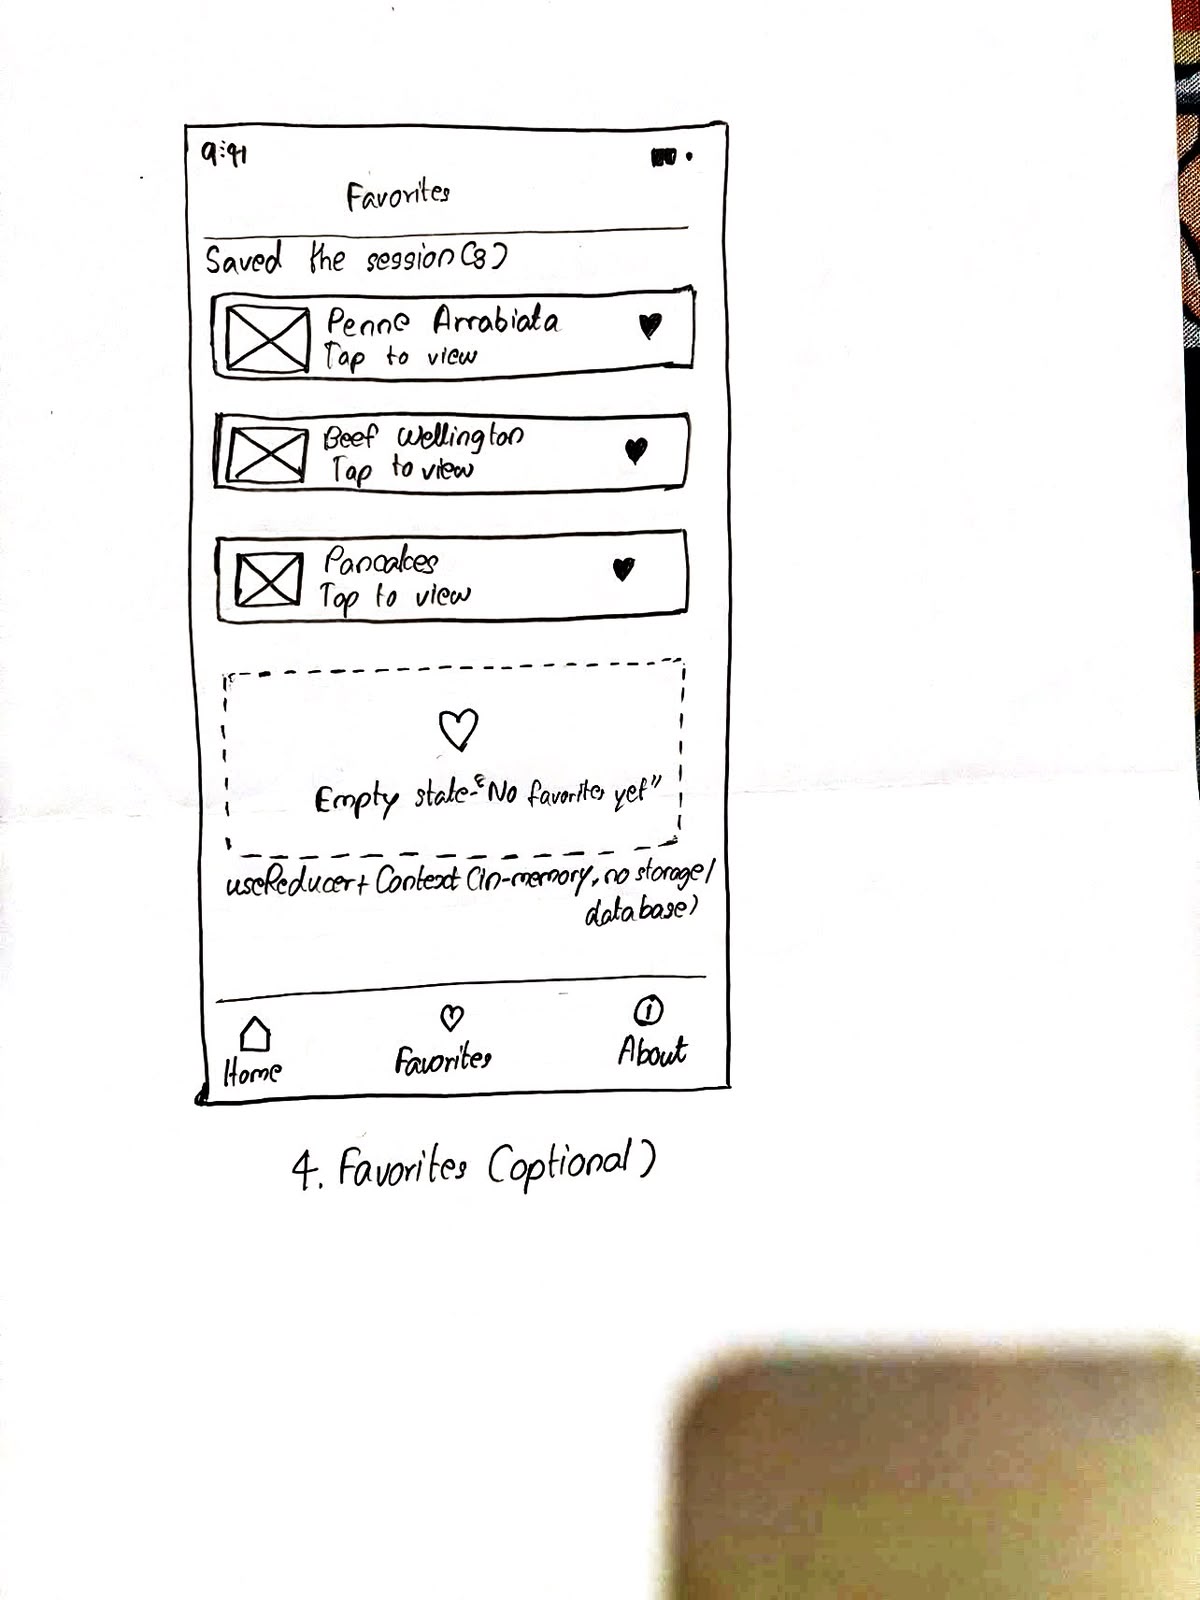 9:41
Favorites
Saved the session(3)
Penne Arrabiata
Tap to view
Beef Wellington
Tap to view
Pancakes
Tap to view
Empty state-"No favorites yet"
useReducer+ Context (in-memory, no storage/
database)
Home
Favorites
About
4. Favorites (optional)